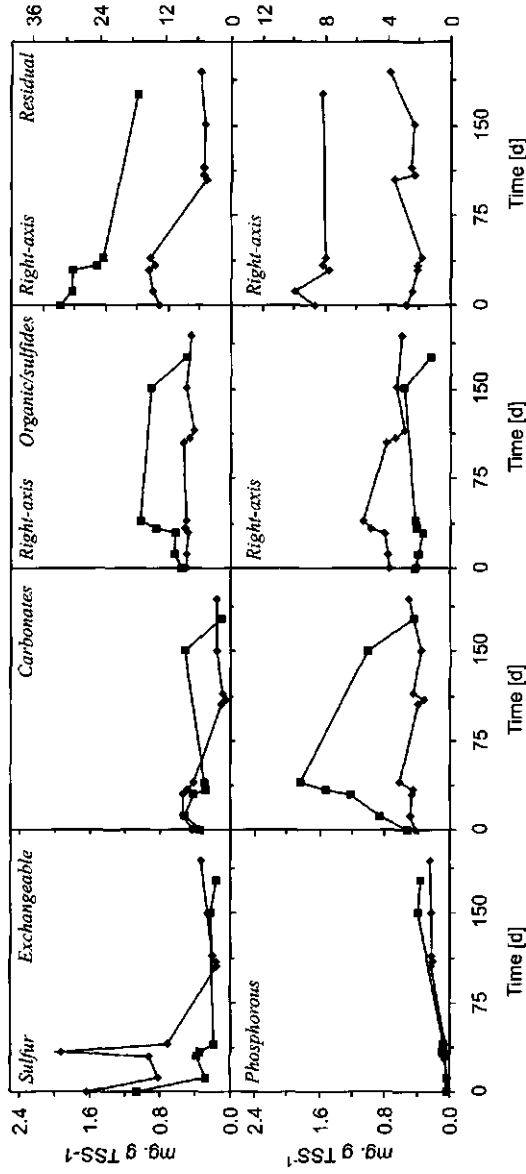 Sulfur Exchangeable
Carbonates
Right-axis Organic/sulfides
Right-axis Residual
mg. g TSS-1
2.4
1.6
0.8
0.0
36
24
12
0
Phosphorous
Right-axis
Right-axis
mg. g TSS-1
2.4
1.6
0.8
0.0
12
8
4
0
0 75 150
0 75 150
0 75 150
0 75 150
Time [d]
Time [d]
Time [d]
Time [d]